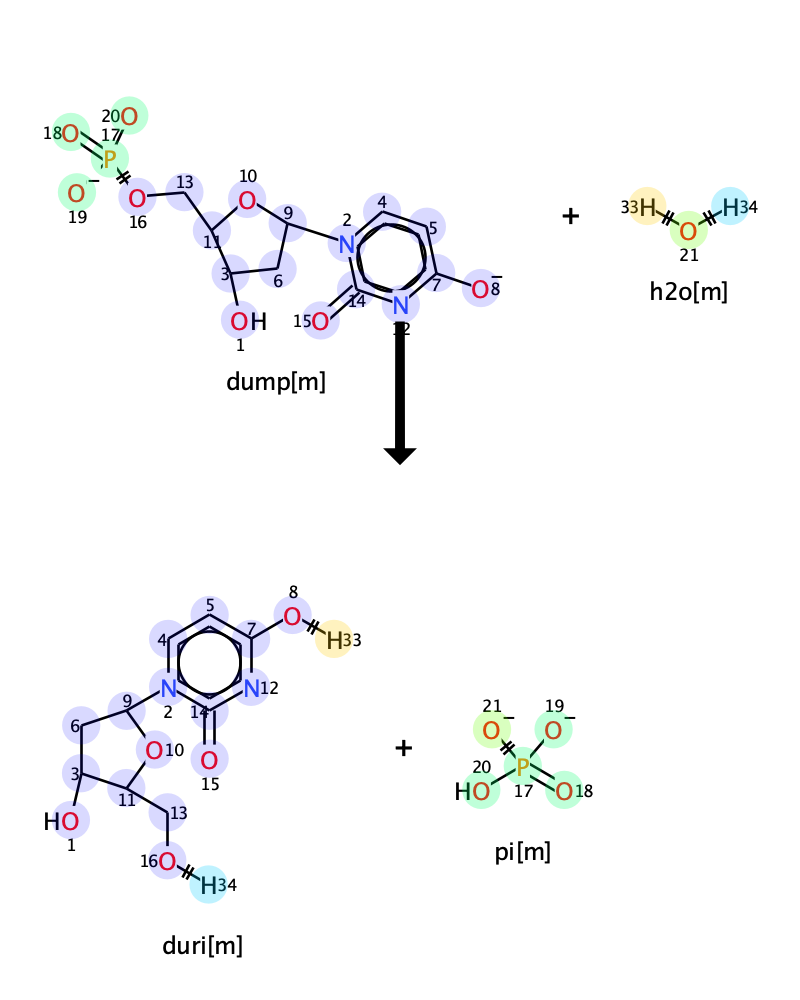 20O
18O
17
P
O−
19
O
16
13
10
O
9
11
3
6
OH
1
2
N
4
5
7
O−
8
14
15O
N
12
dump[m]
+
33H
H34
O
21
h2o[m]
8
O
5
H33
4
7
N
2
N12
14
9
6
O10
3
O
15
11
13
HO
1
16O
H34
duri[m]
+
21
O−
19
O−
20
P
HO
17
O18
pi[m]